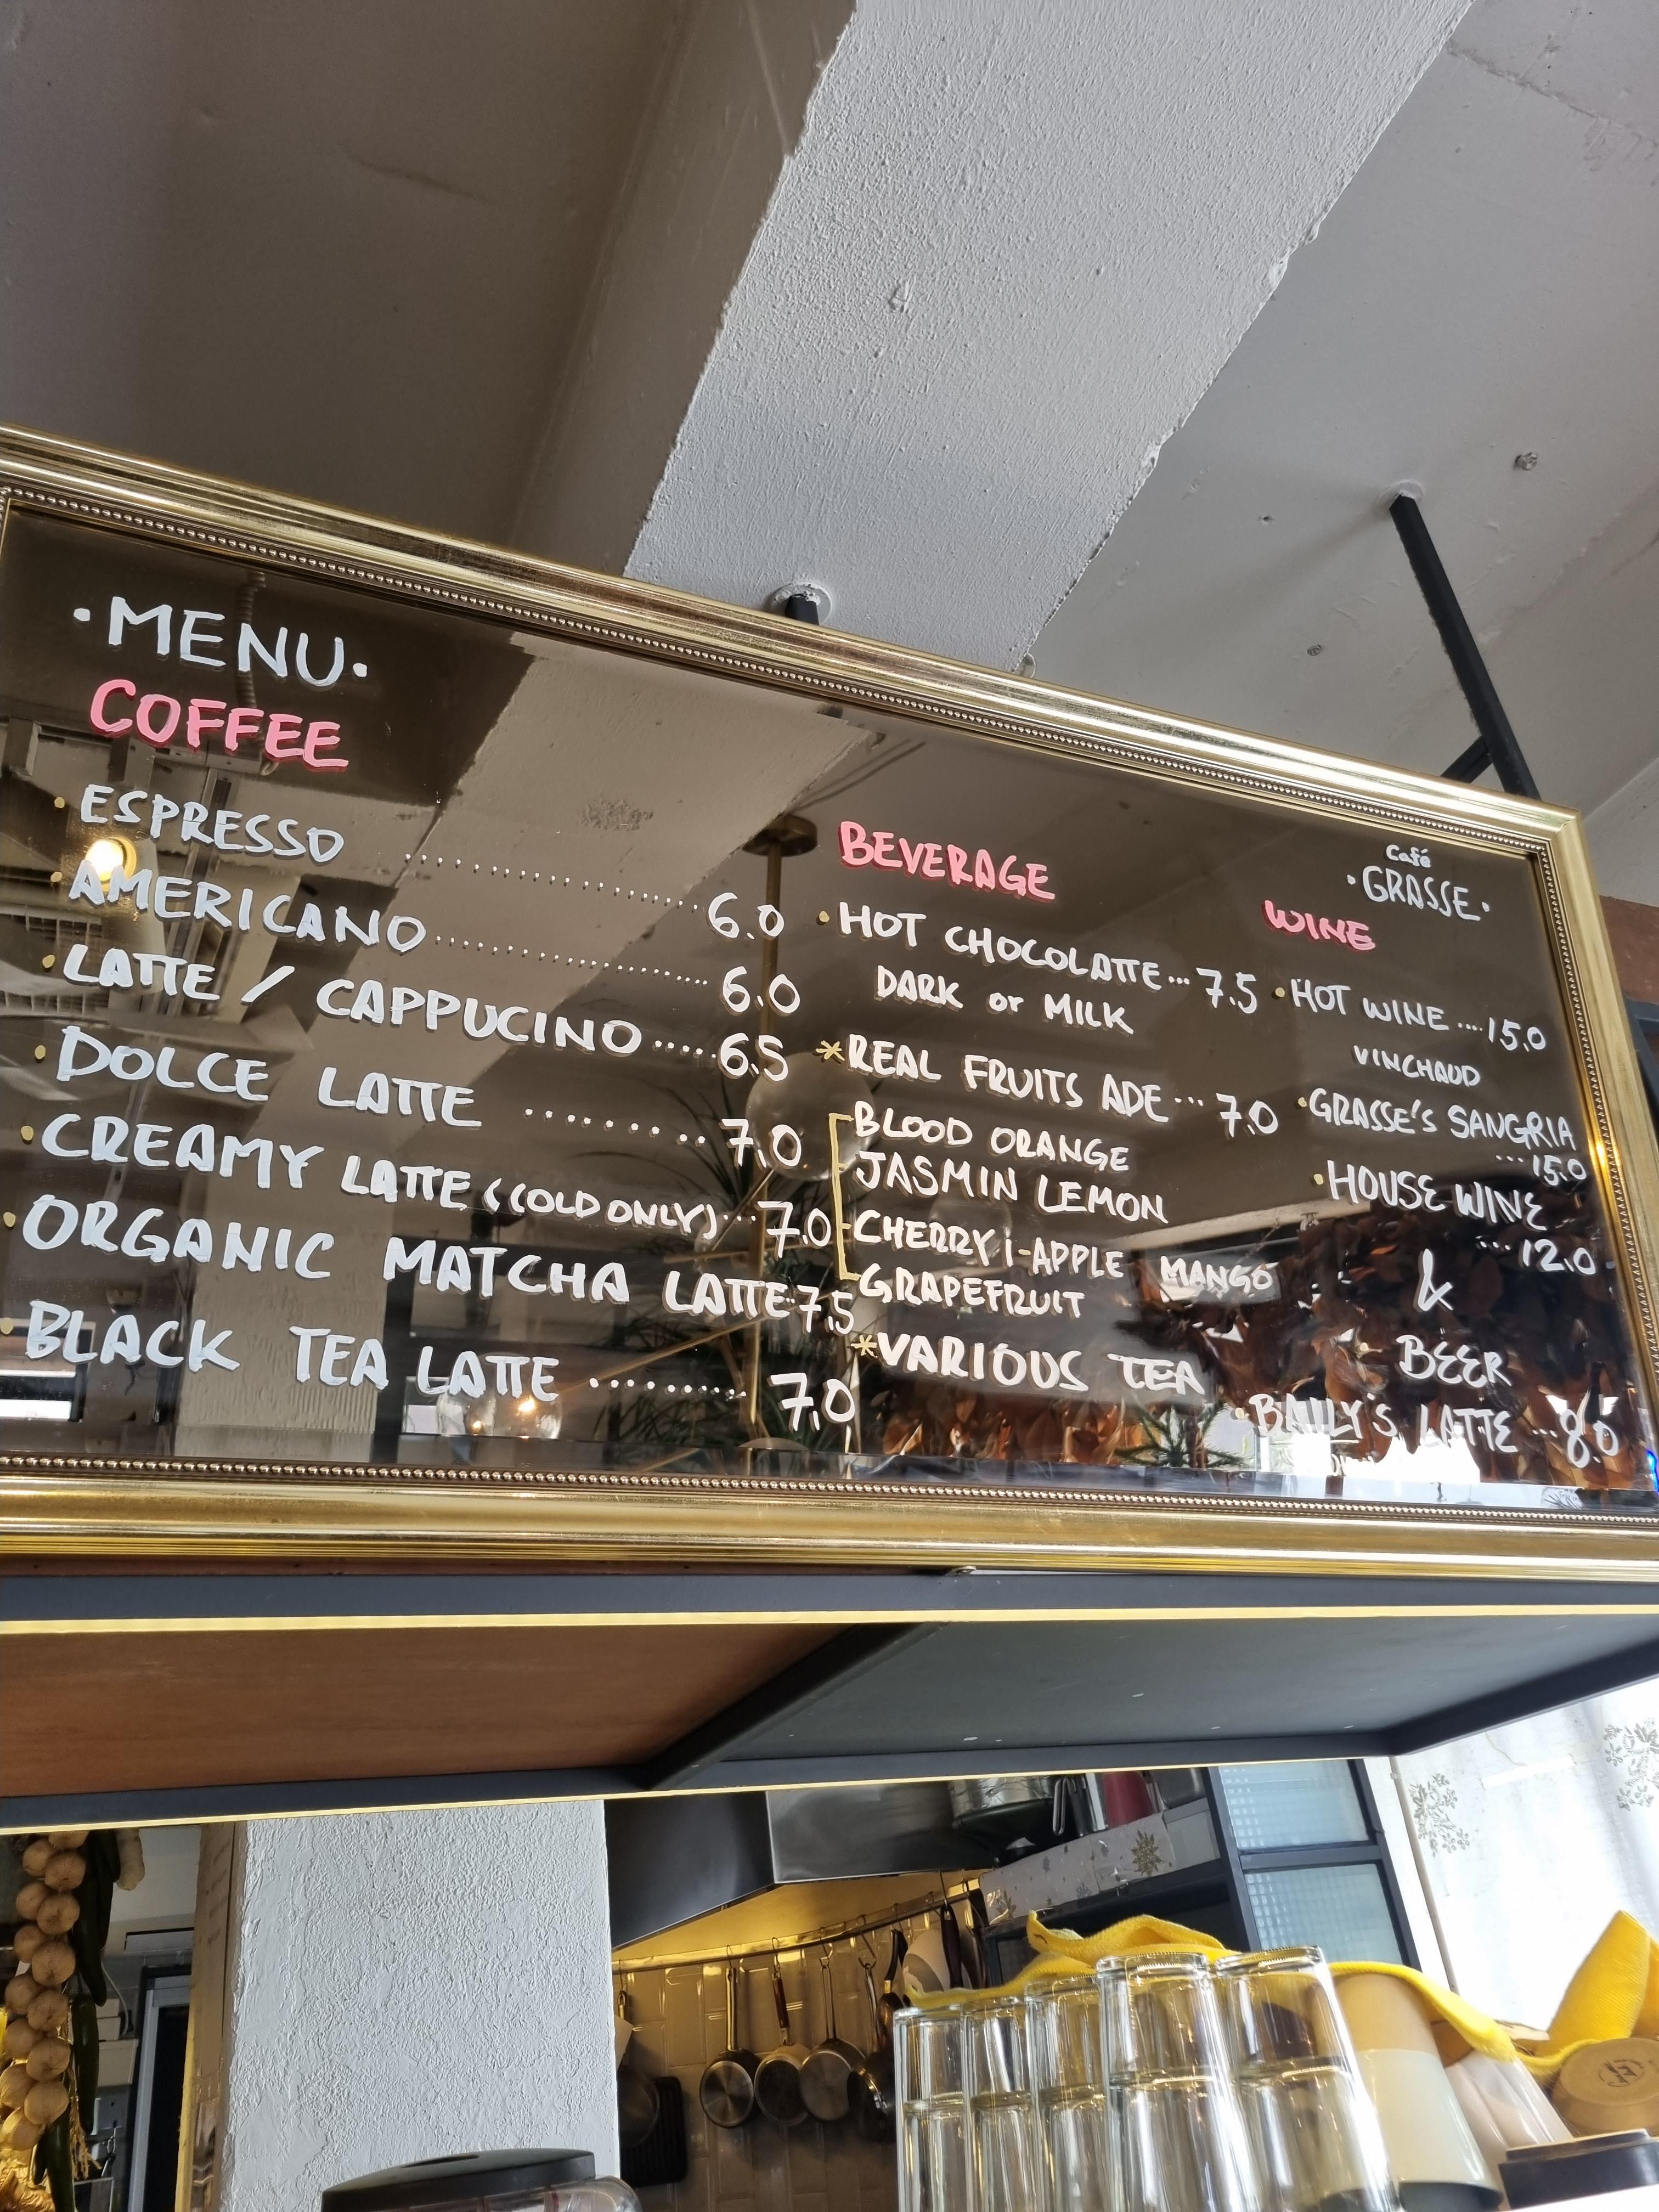 ·MENU·
COFFEE
·ESPRESSO ............ 6.0
·AMERICANO ............ 6.0
·LATTE / CAPPUCINO ..... 6.5
·DOLCE LATTE ......... 7.0
·CREAMY LATTE (COLD ONLY)... 7.0
·ORGANIC MATCHA LATTE.. 7.5
·BLACK TEA LATTE .......... 7.0
BEVERAGE
·HOT CHOCOLATTE... 7.5
DARK or MILK
*REAL FRUITS ADE... 7.0
BLOOD ORANGE
JASMIN LEMON
CHERRY, i-APPLE MANGO
GRAPEFRUIT
*VARIOUS TEA
Café
·GRASSE·
WINE
·HOT WINE ....15.0
VINCHAUD
·GRASSE'S SANGRIA
...15.0
·HOUSE WINE
...12.0
&
BEER
·BAILY'S LATTE ...8.0